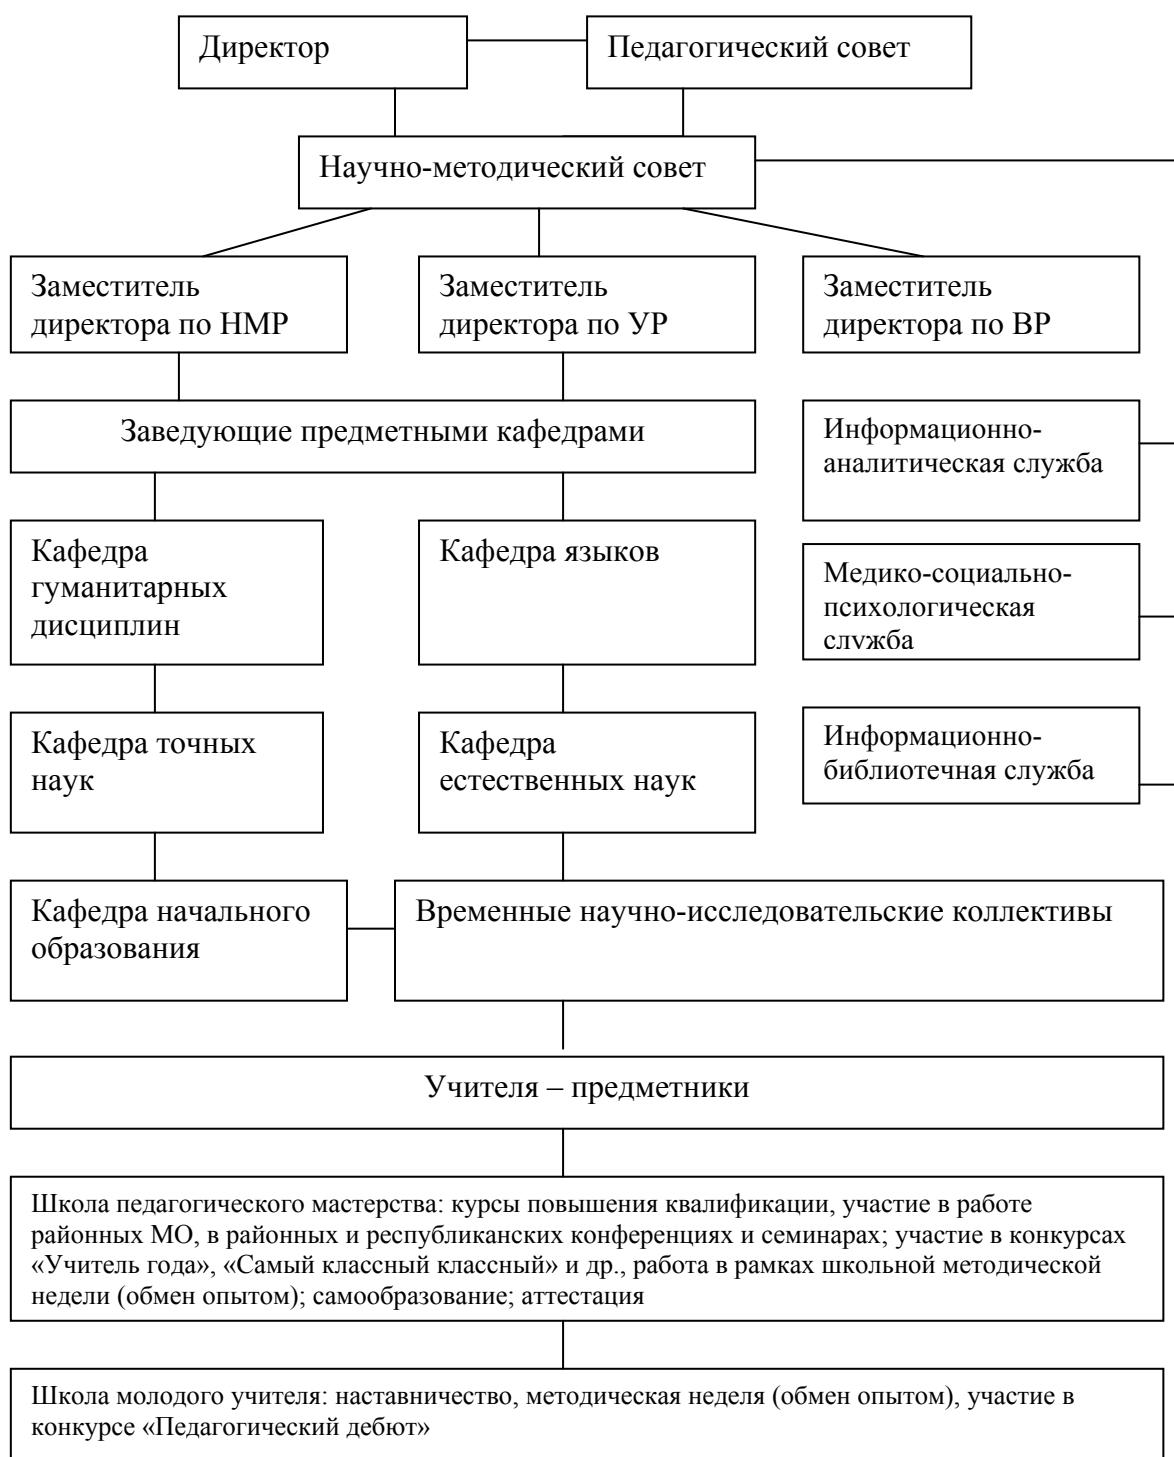 Директор
Педагогический совет
Научно-методический совет
Заместитель
директора по НМР
Заместитель
директора по УР
Заместитель
директора по ВР
Заведующие предметными кафедрами
Информационно-
аналитическая служба
Кафедра
гуманитарных
дисциплин
Кафедра языков
Медико-социально-
психологическая
служба
Кафедра точных
наук
Кафедра
естественных наук
Информационно-
библиотечная служба
Кафедра начального
образования
Временные научно-исследовательские коллективы
Учителя – предметники
Школа педагогического мастерства: курсы повышения квалификации, участие в работе
районных МО, в районных и республиканских конференциях и семинарах; участие в конкурсах
«Учитель года», «Самый классный классный» и др., работа в рамках школьной методической
недели (обмен опытом); самообразование; аттестация
Школа молодого учителя: наставничество, методическая неделя (обмен опытом), участие в
конкурсе «Педагогический дебют»